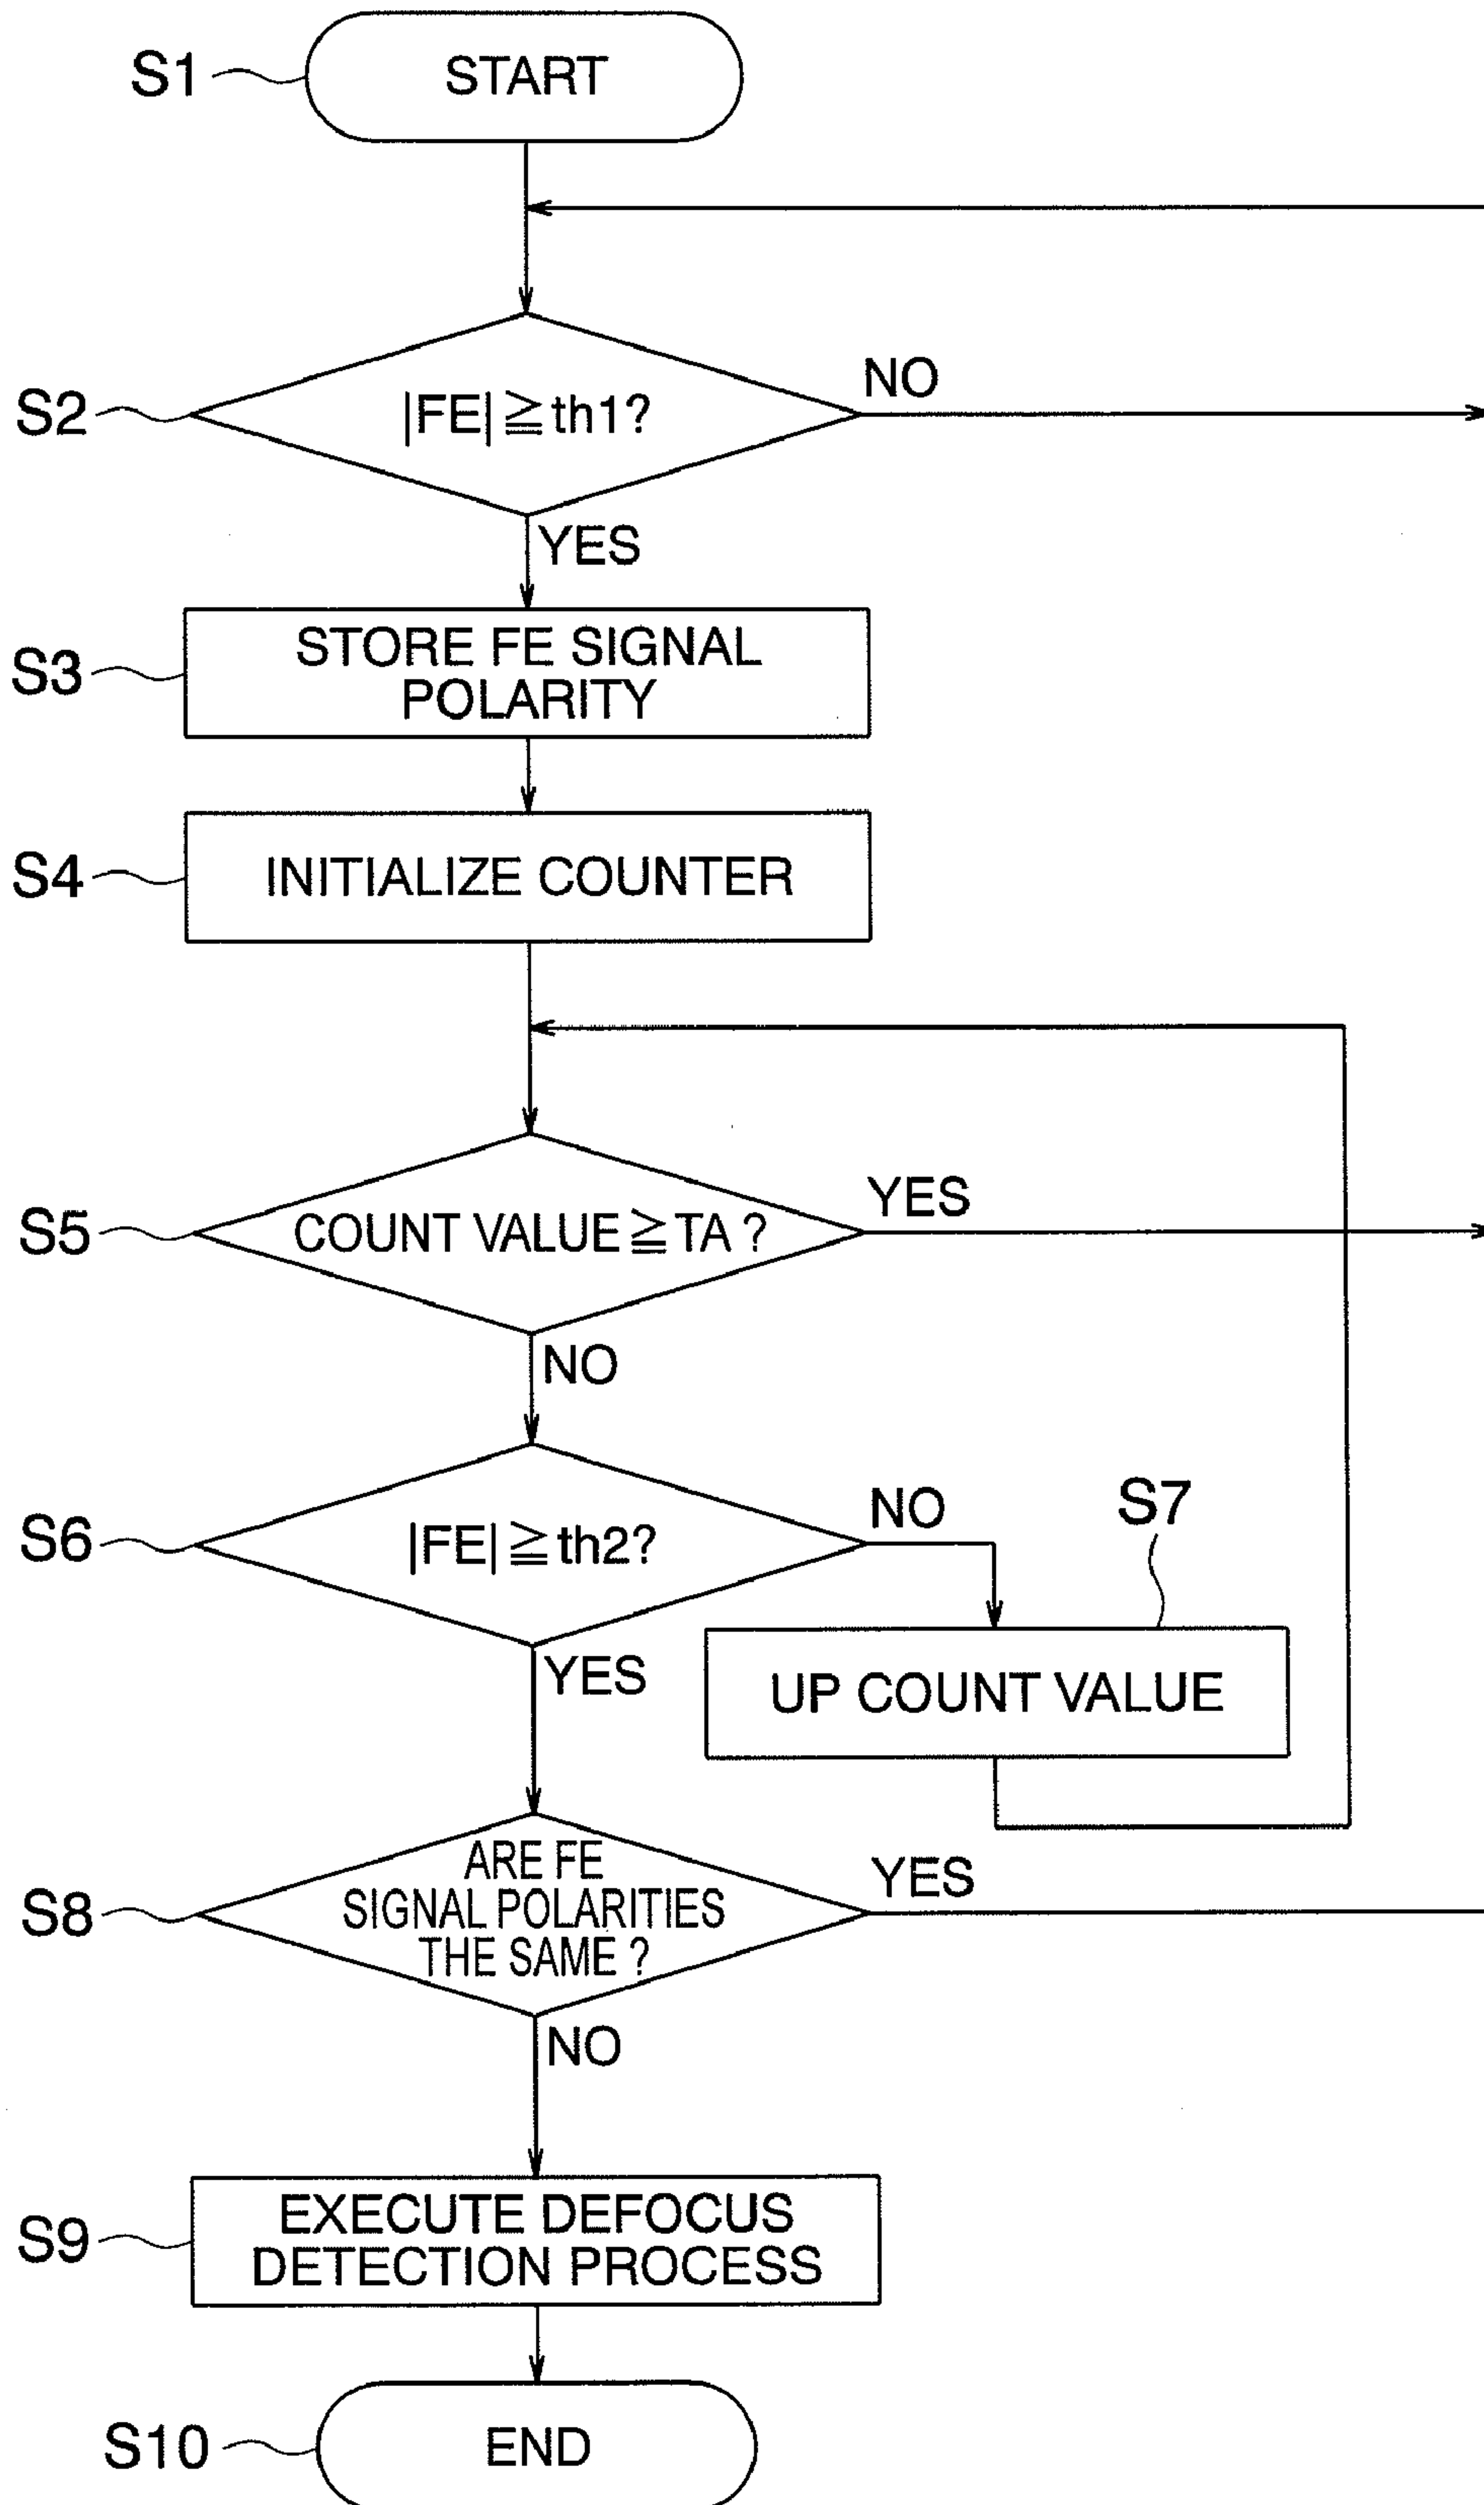 S1
START
S2
|FE|≧th1?
NO
YES
S3
STORE FE SIGNAL
POLARITY
S4
INITIALIZE COUNTER
S5
COUNT VALUE≧TA ?
YES
NO
S6
|FE|≧th2?
NO
S7
YES
UP COUNT VALUE
S8
ARE FE
SIGNAL POLARITIES
THE SAME ?
YES
NO
S9
EXECUTE DEFOCUS
DETECTION PROCESS
S10
END